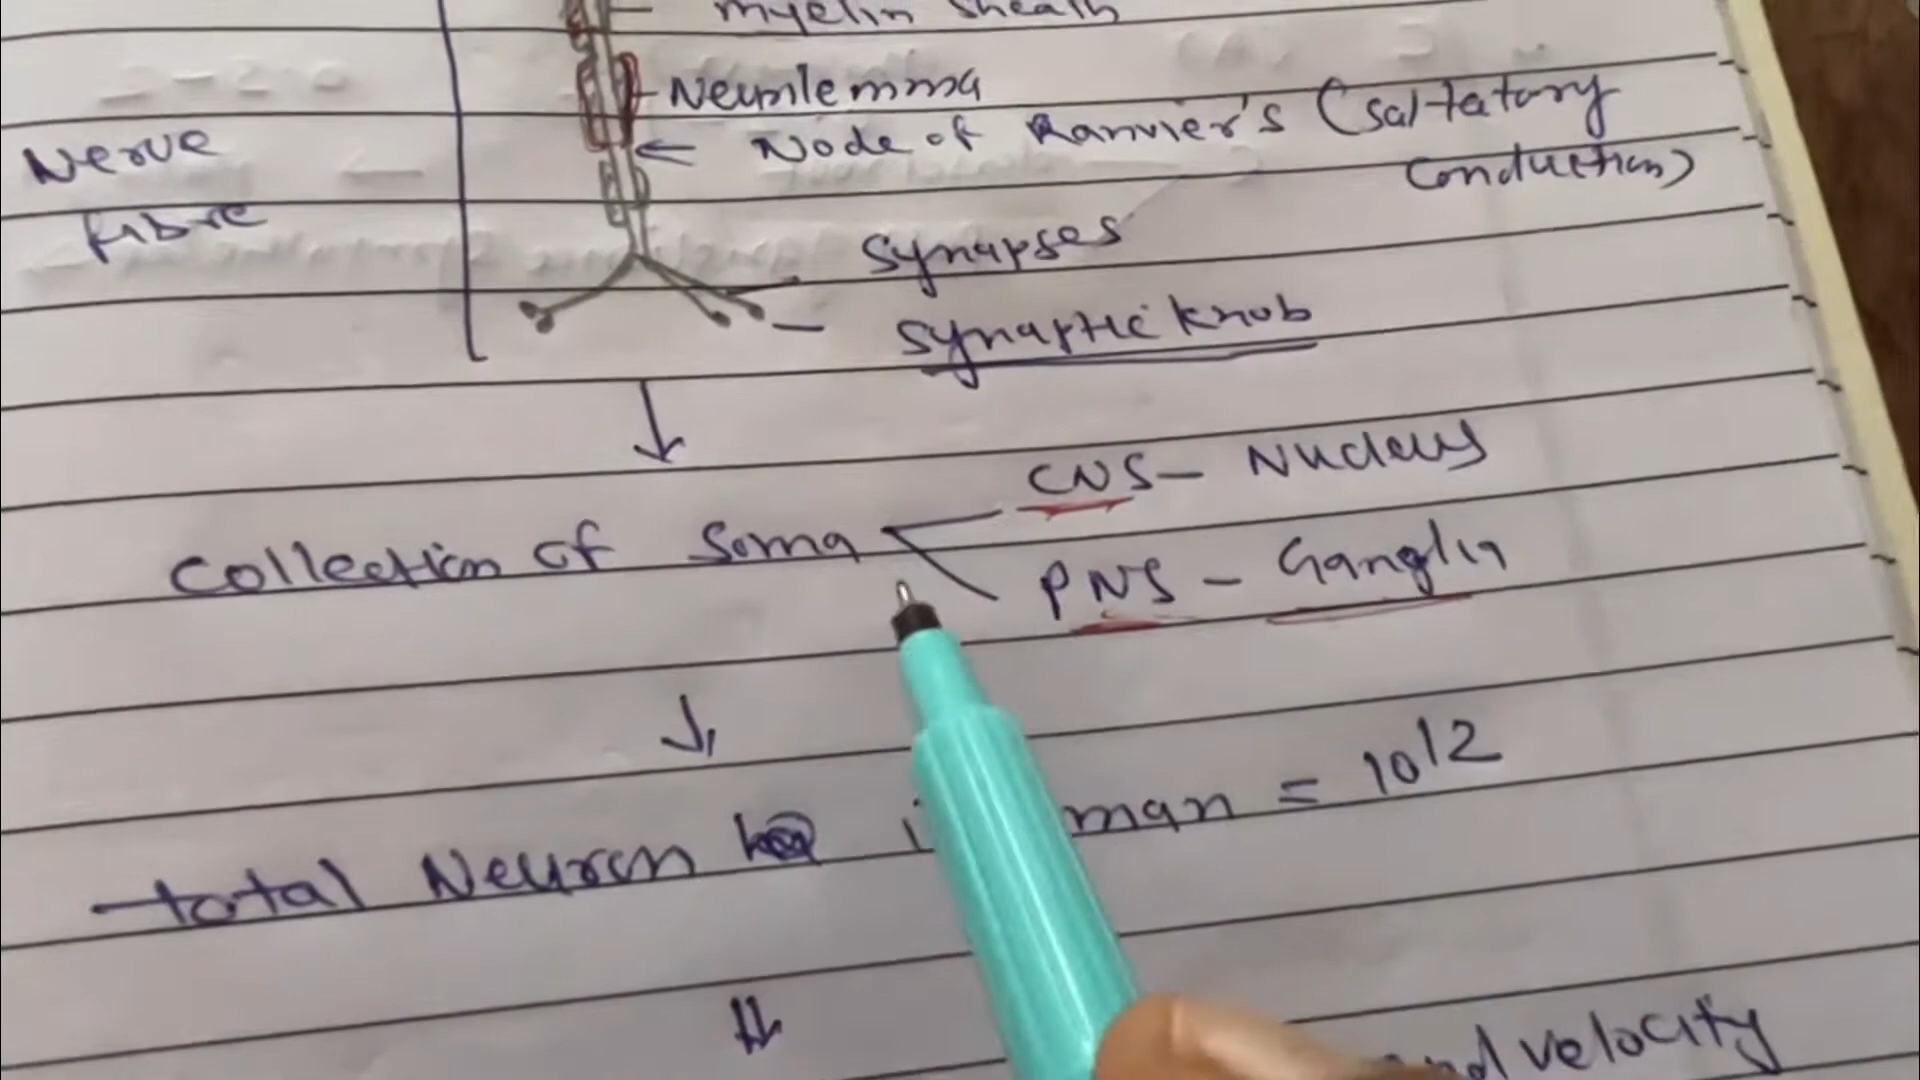 myelin sheath
Neurilemma
Nerve
fibre
← Node of Ranvier's (saltatory
conduction)
synapses
synaptic knob
CNS - Nucleus
Collection of Soma
PNS - Ganglia
total Neuron man = 10^12
velocity